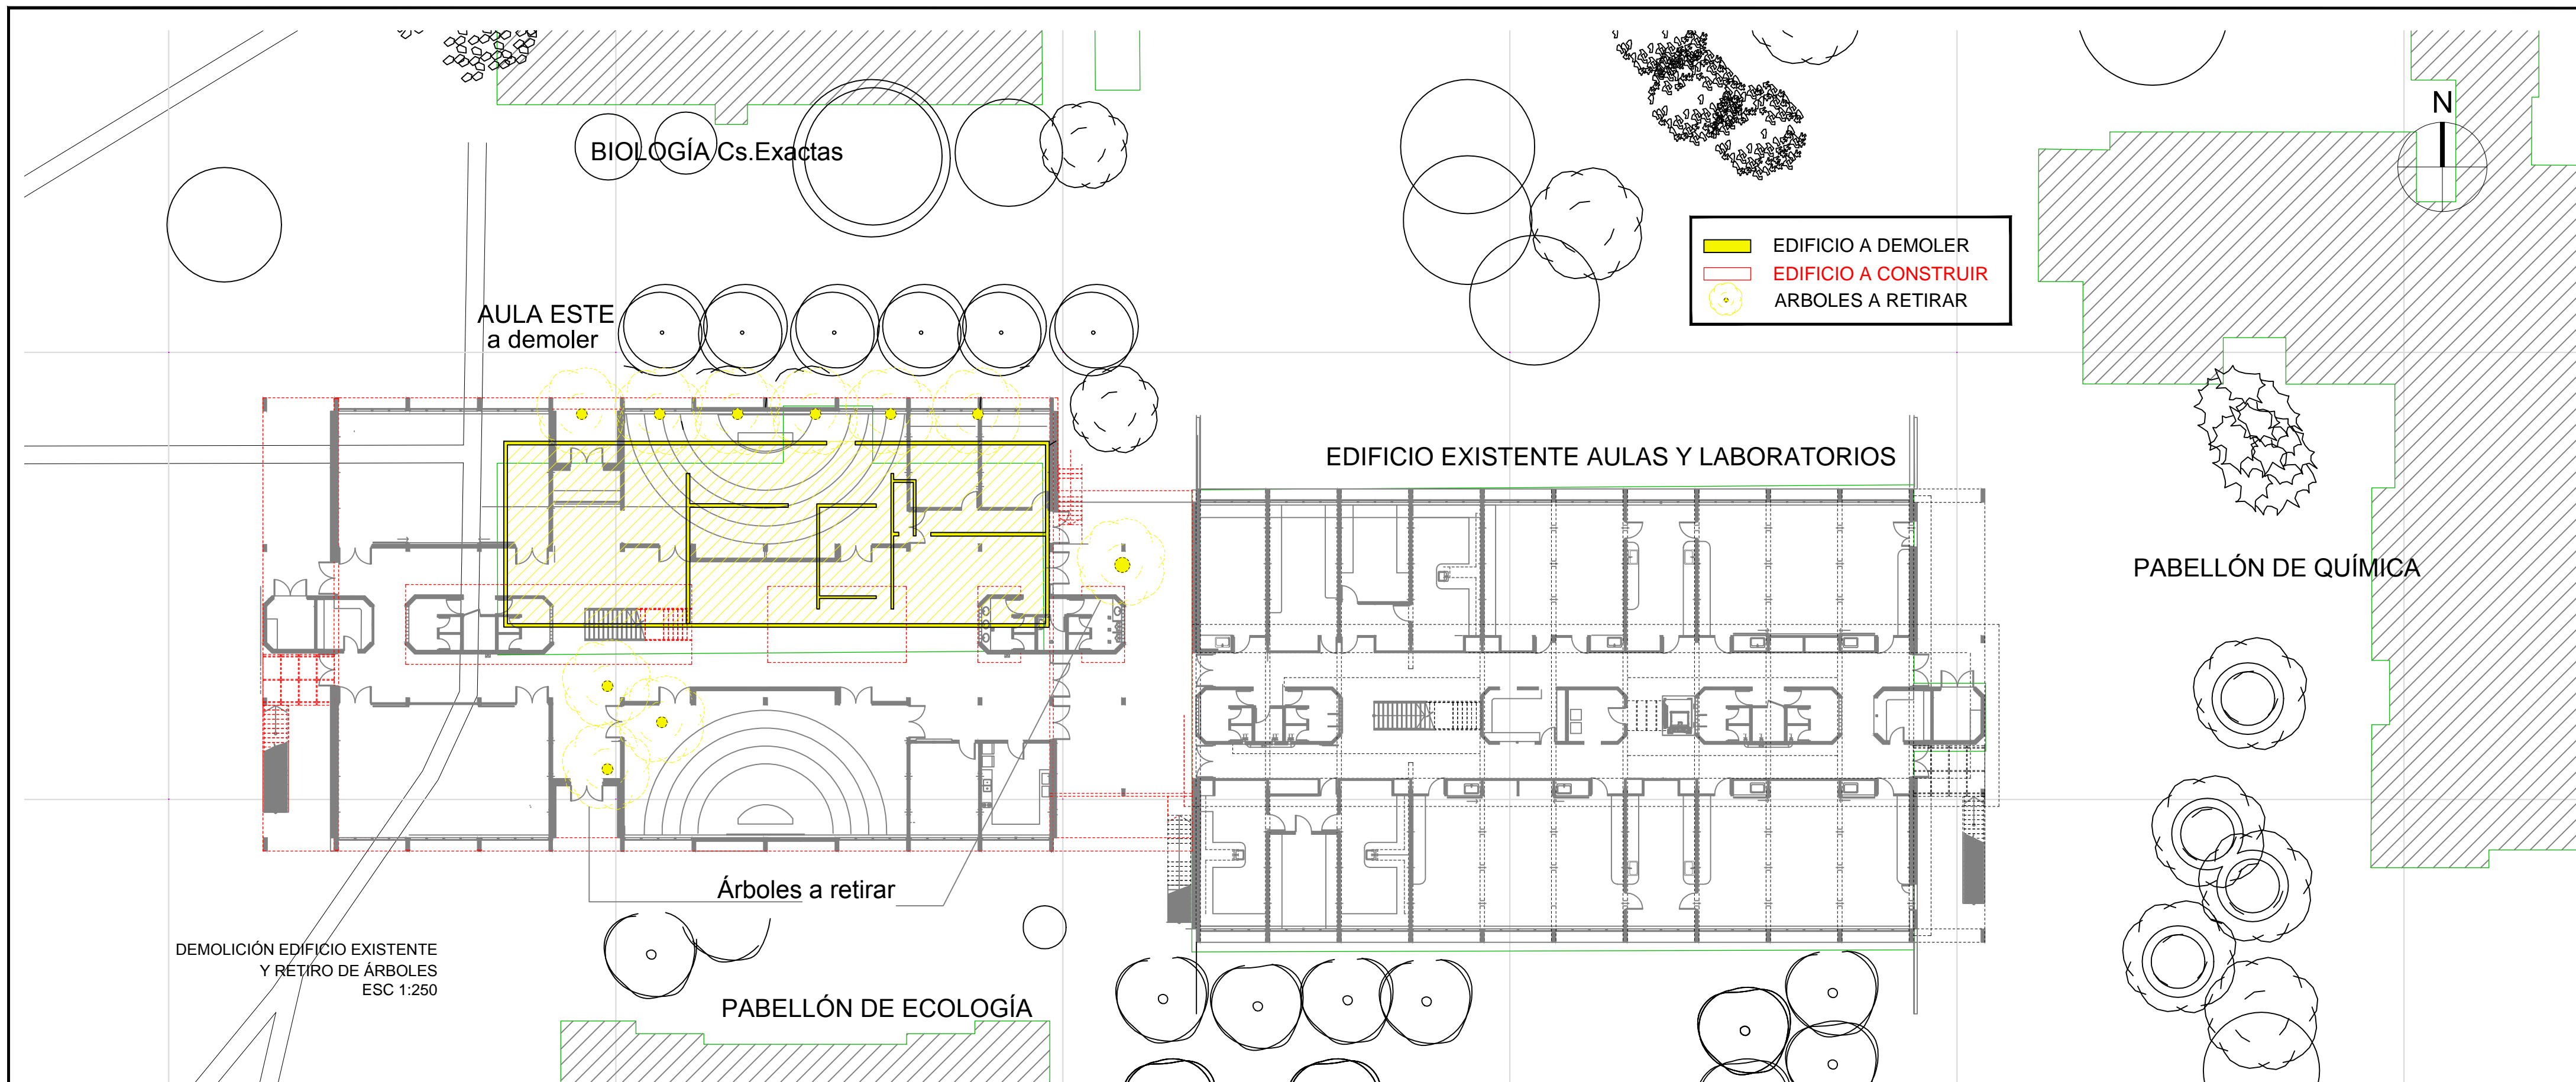 N
BIOLOGÍA Cs.Exactas
EDIFICIO A DEMOLER
EDIFICIO A CONSTRUIR
ARBOLES A RETIRAR
AULA ESTE
a demoler
EDIFICIO EXISTENTE AULAS Y LABORATORIOS
PABELLÓN DE QUÍMICA
Árboles a retirar
DEMOLICIÓN EDIFICIO EXISTENTE
Y RETIRO DE ÁRBOLES
ESC 1:250
PABELLÓN DE ECOLOGÍA